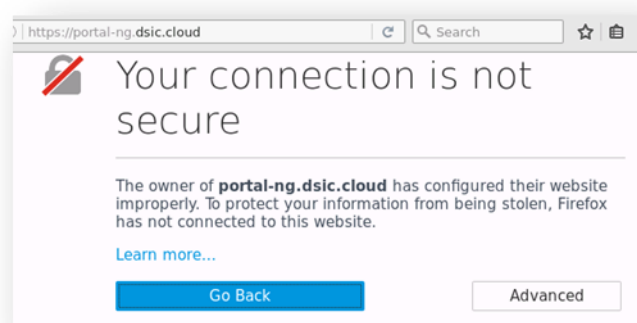 https://portal-ng.dsic.cloud Search
Your connection is not
secure
The owner of portal-ng.dsic.cloud has configured their website
improperly. To protect your information from being stolen, Firefox
has not connected to this website.
Learn more...
Go Back Advanced